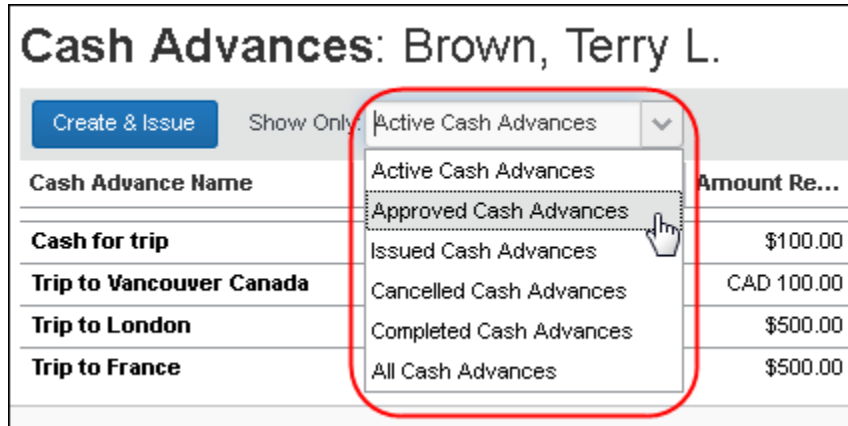 Cash Advances: Brown, Terry L.
Create & Issue Show Only: Active Cash Advances
Cash Advance Name Amount Re...
Active Cash Advances
Approved Cash Advances
Cash for trip $100.00
Issued Cash Advances
Trip to Vancouver Canada CAD 100.00
Cancelled Cash Advances
Trip to London $500.00
Completed Cash Advances
Trip to France $500.00
All Cash Advances